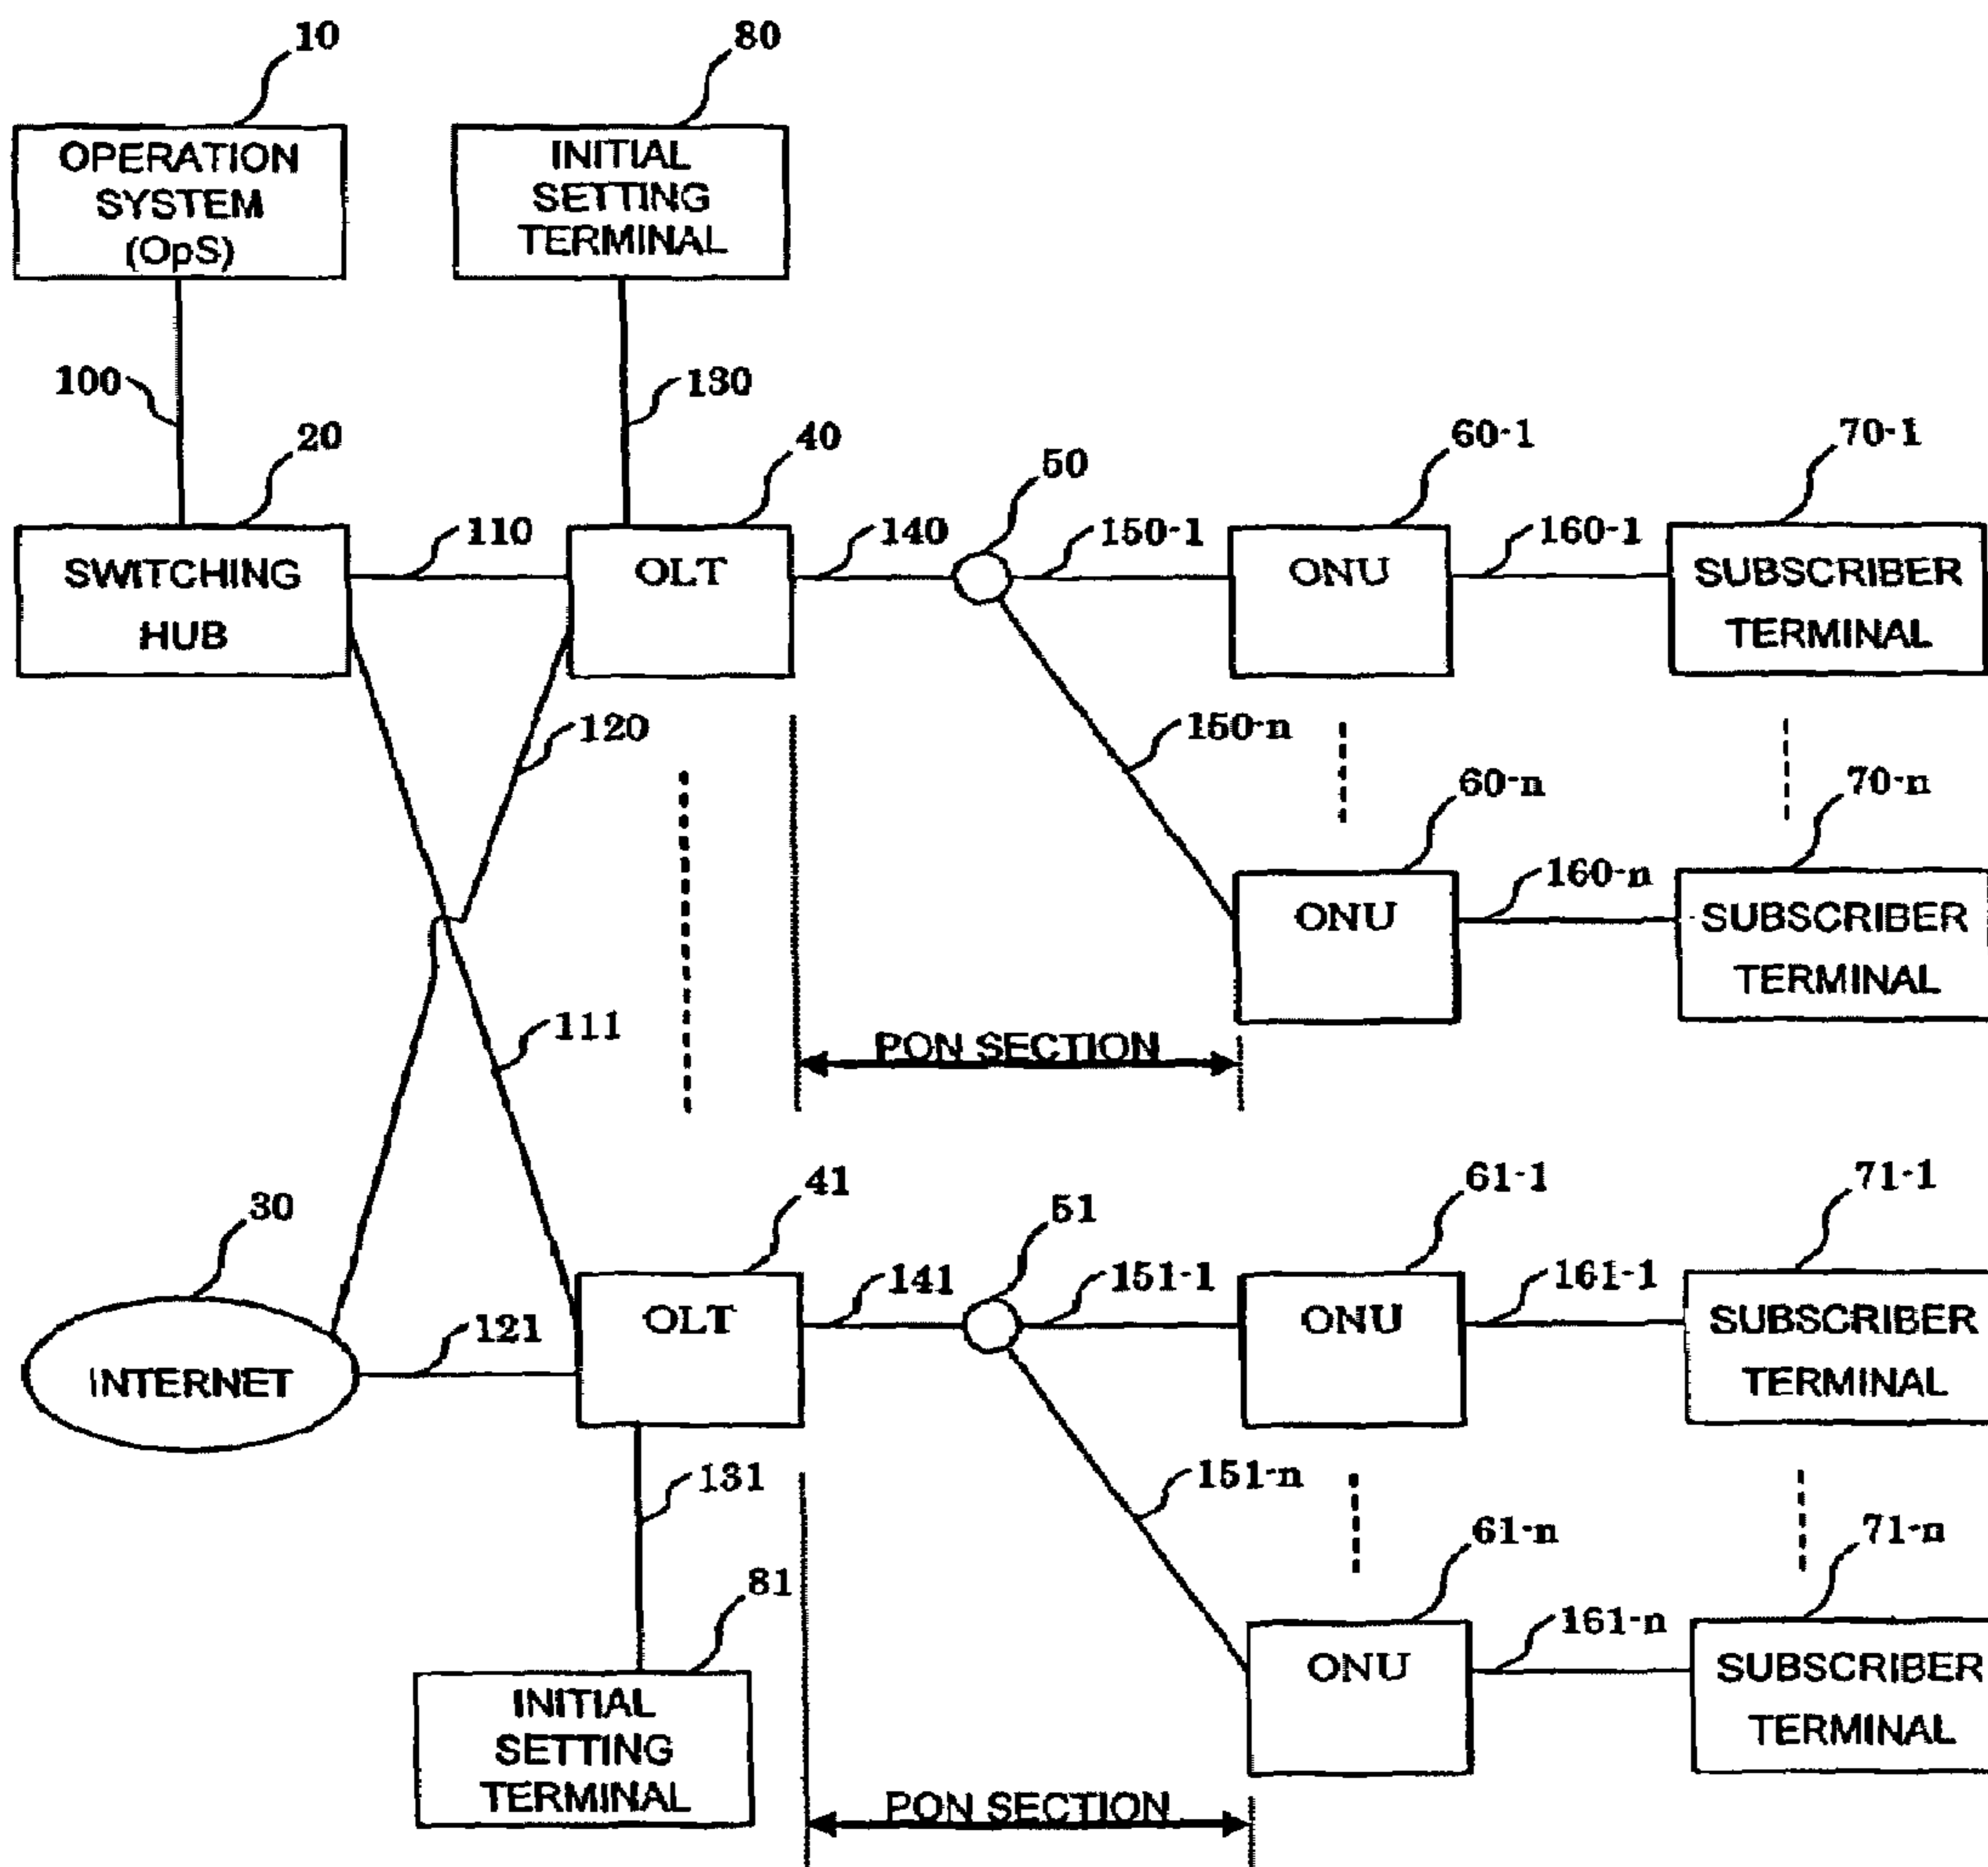 10
80
OPERATION
SYSTEM
(OpS)
INITIAL
SETTING
TERMINAL
100
130
20
40
50
60-1
70-1
SWITCHING
HUB
110
OLT
140
150-1
ONU
160-1
SUBSCRIBER
TERMINAL
120
150-n
60-n
70-n
ONU
160-n
SUBSCRIBER
TERMINAL
111
PON SECTION
30
41
51
61-1
71-1
INTERNET
121
OLT
141
151-1
ONU
161-1
SUBSCRIBER
TERMINAL
131
151-n
61-n
71-n
81
ONU
161-n
SUBSCRIBER
TERMINAL
INITIAL
SETTING
TERMINAL
PON SECTION